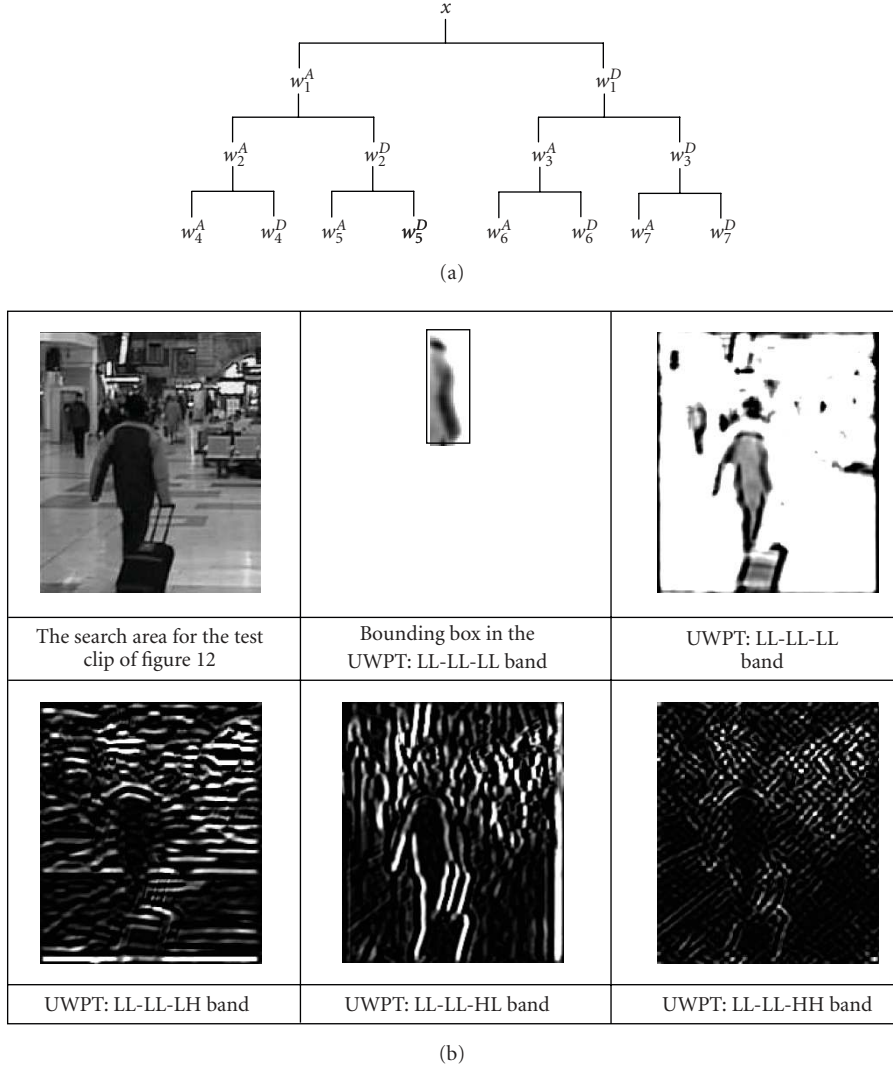 x
w_1^A w_1^D
w_2^A w_2^D w_3^A w_3^D
w_4^A w_4^D w_5^A w_5^D w_6^A w_6^D w_7^A w_7^D
(a)
The search area for the test
clip of figure 12
Bounding box in the
UWPT: LL-LL-LL band
UWPT: LL-LL-LL
band
UWPT: LL-LL-LH band
UWPT: LL-LL-HL band
UWPT: LL-LL-HH band
(b)